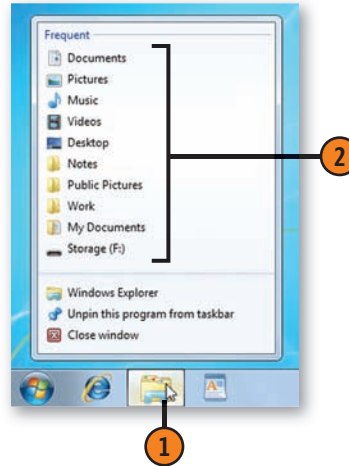 Frequent
Documents
Pictures
Music
Videos
Desktop
Notes
Public Pictures
Work
My Documents
Storage (F:)
Windows Explorer
Unpin this program from taskbar
Close window
2
1